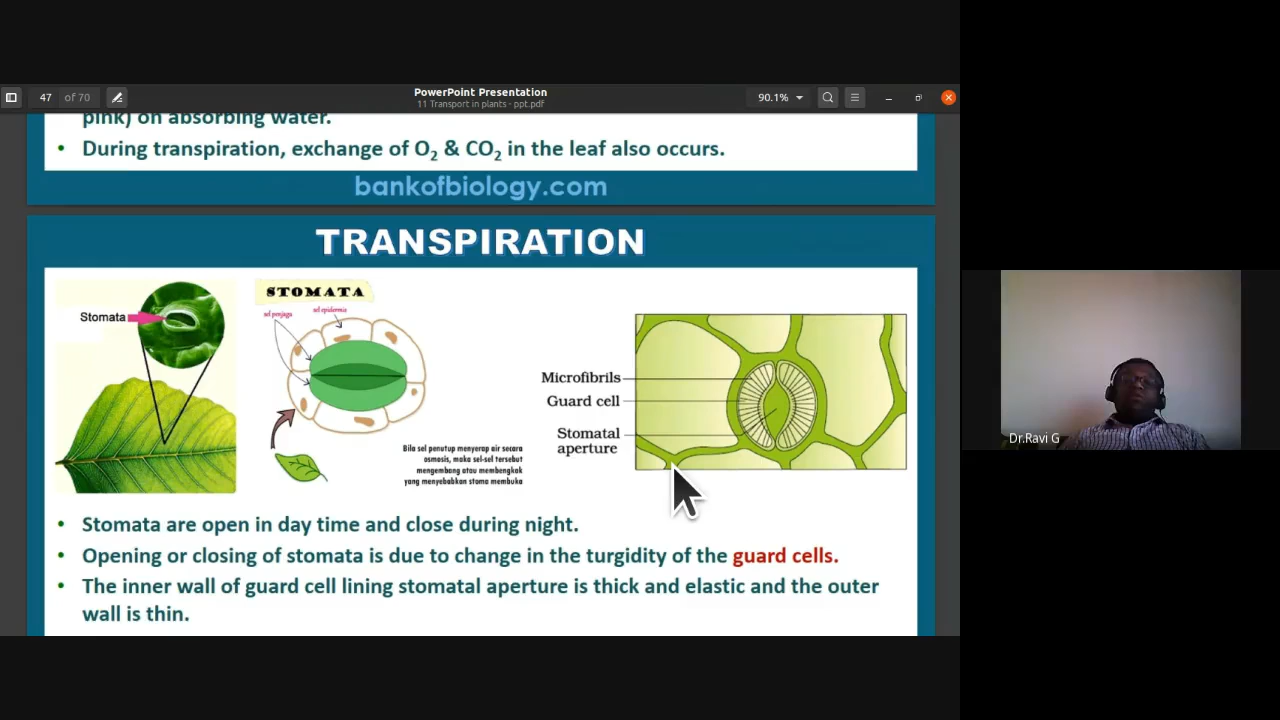 47 of 70
PowerPoint Presentation
11 Transport in plants - ppt.pdf
90.1%
pink) on absorbing water.
• During transpiration, exchange of O₂ & CO₂ in the leaf also occurs.
bankofbiology.com
TRANSPIRATION
Stomata
STOMATA
sel penjaga
sel epidermis
Bila sel penutup menyerap air secara
osmosis, maka sel-sel tersebut
mengembang atau membengkak
yang menyebabkan stoma membuka
Microfibrils
Guard cell
Stomatal
aperture
• Stomata are open in day time and close during night.
• Opening or closing of stomata is due to change in the turgidity of the guard cells.
• The inner wall of guard cell lining stomatal aperture is thick and elastic and the outer
wall is thin.
Dr.Ravi G